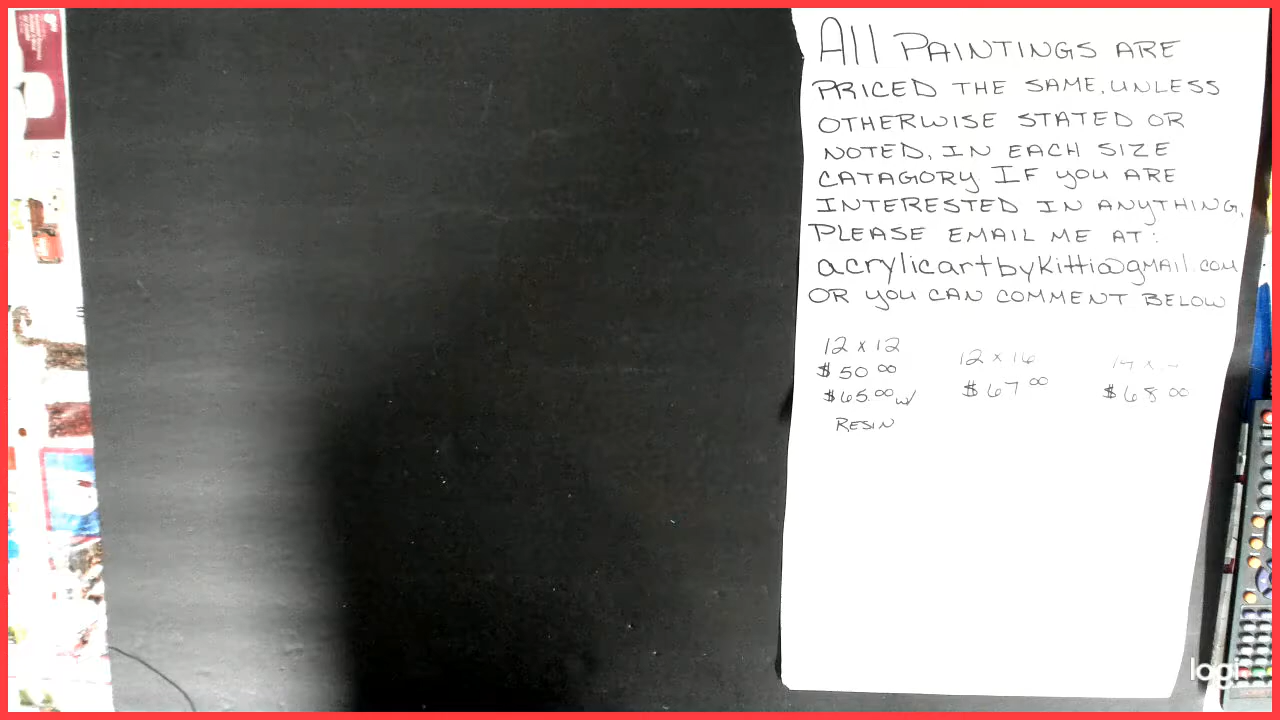 All PAINTINGS ARE
PRICED THE SAME, UNLESS
OTHERWISE STATED OR
NOTED, IN EACH SIZE
CATAGORY IF YOU ARE
INTERESTED IN ANYTHING,
PLEASE EMAIL ME AT:
acrylicartbykitti@gmail.com
OR YOU CAN COMMENT BELOW
12 x 12
$50.00
$65.00 w/
RESIN
12 x 16
$67.00
$68.00
logi